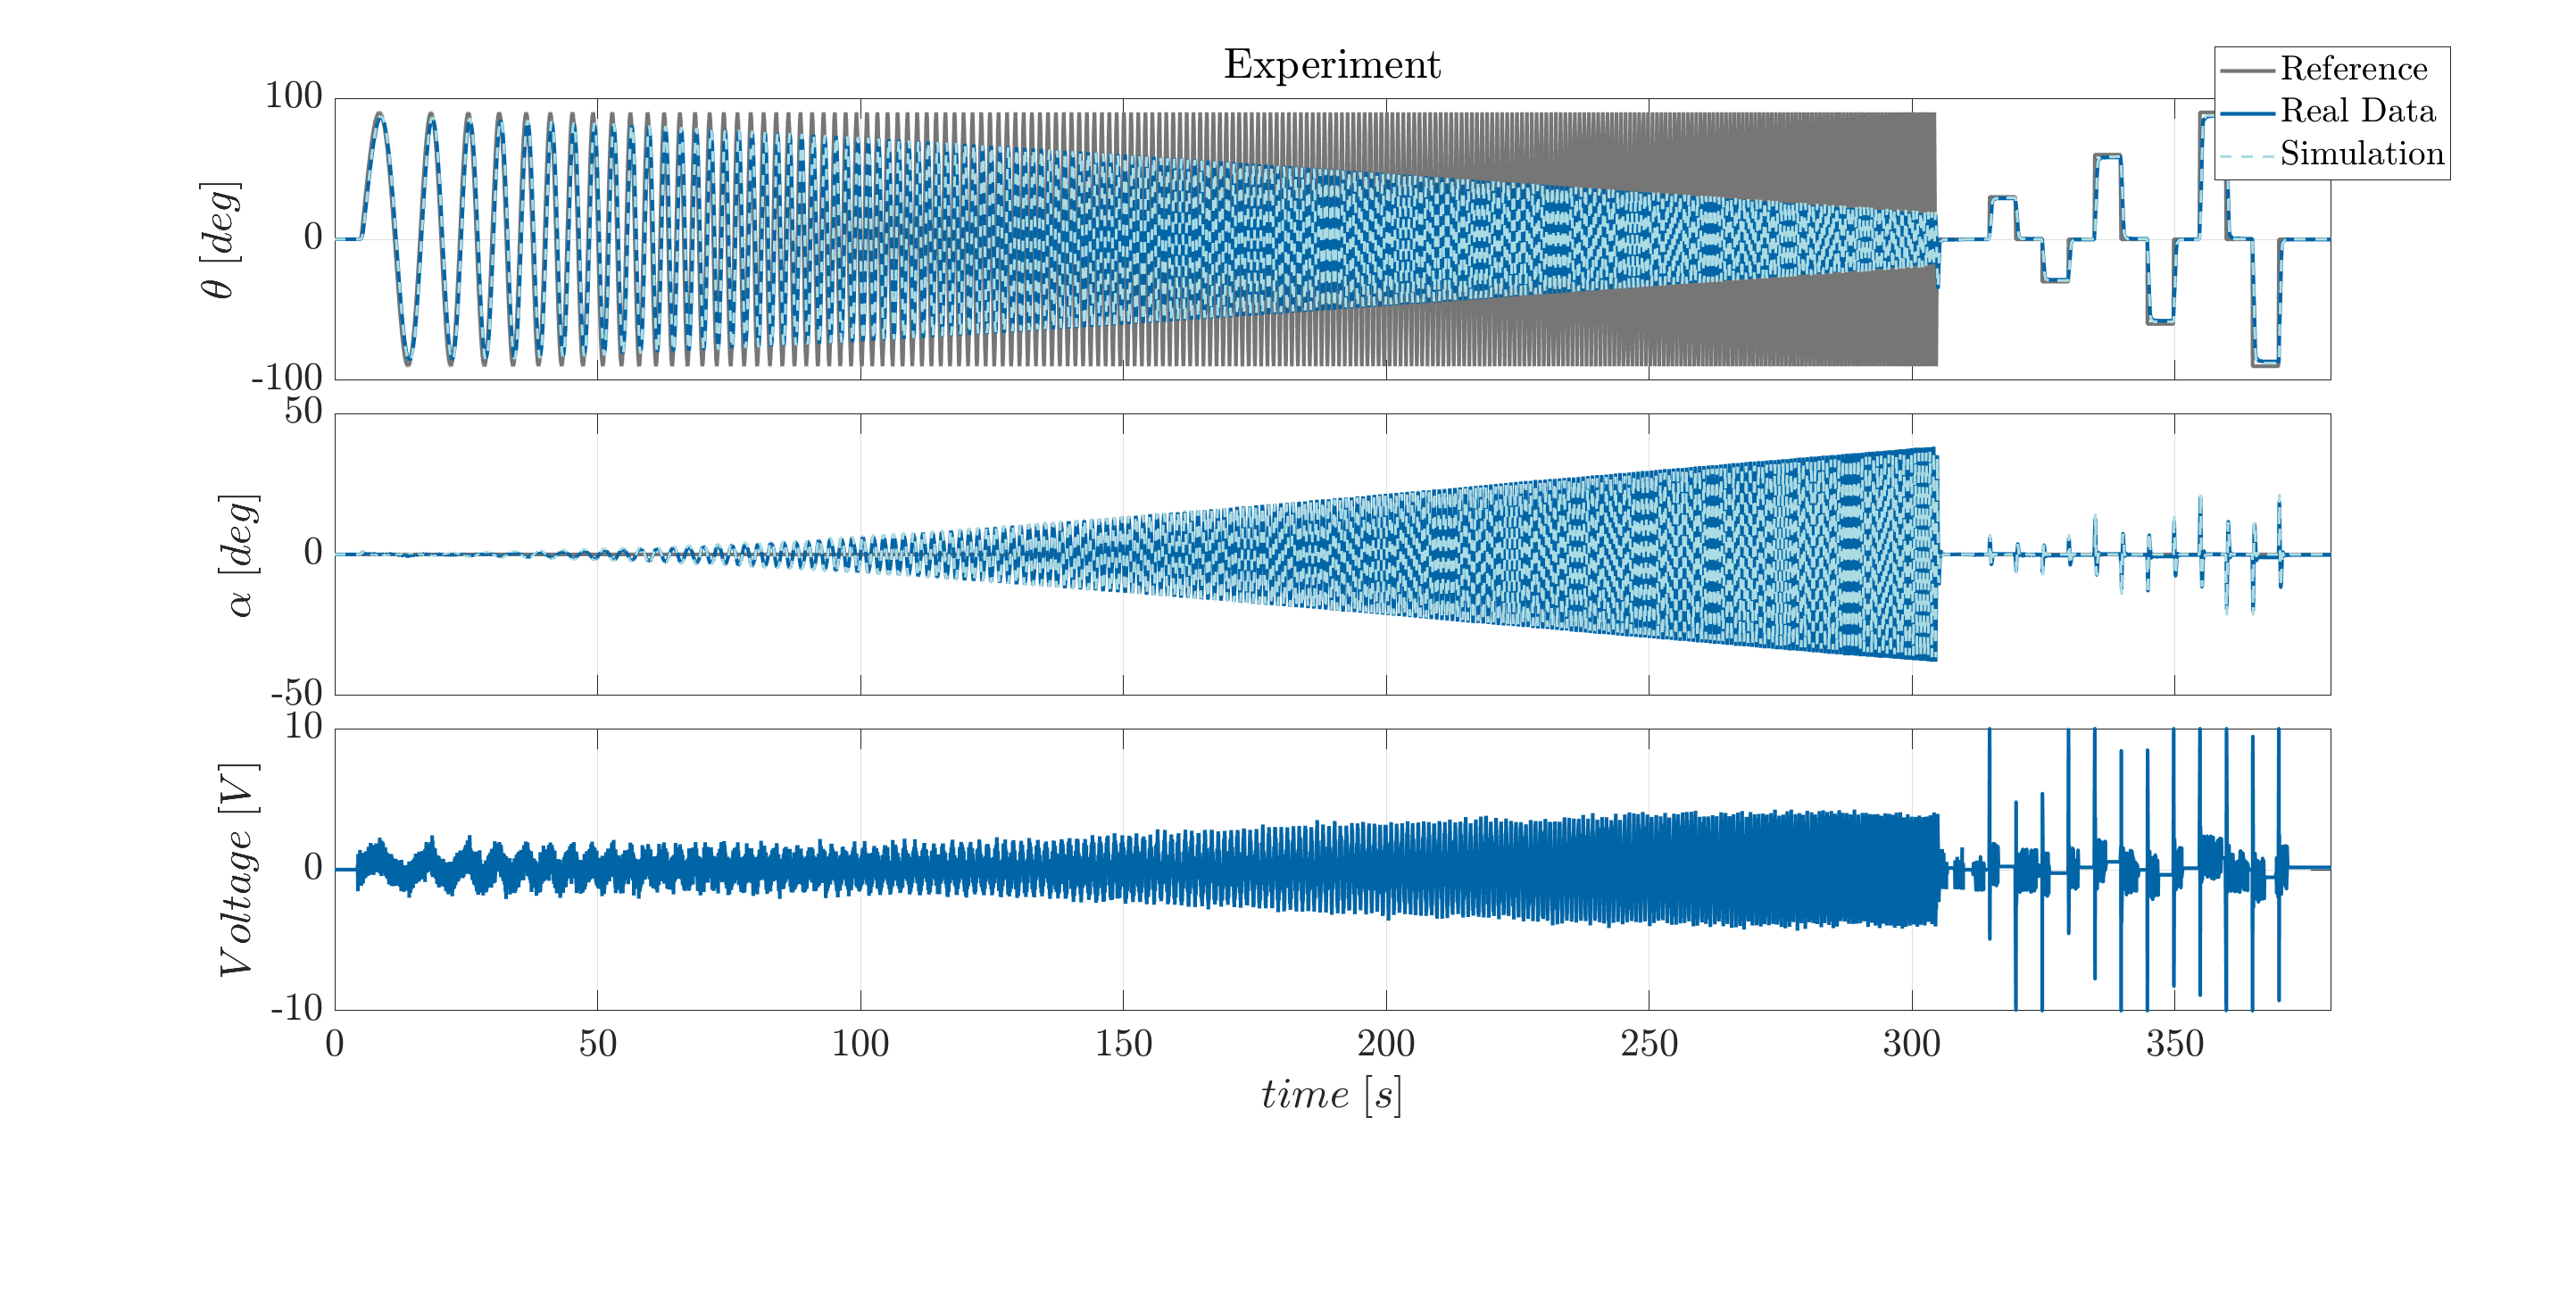 Experiment
Reference
Real Data
Simulation
100
0
-100
θ [deg]
50
0
-50
α [deg]
10
0
-10
Voltage [V]
0 50 100 150 200 250 300 350
time [s]